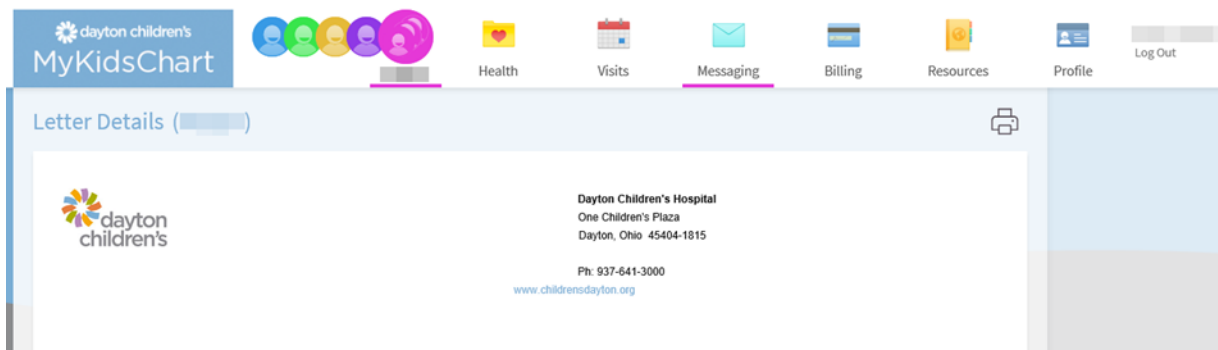 dayton children's
MyKidsChart
Health
Visits
Messaging
Billing
Resources
Profile
Log Out
Letter Details ( )
dayton
children's
Dayton Children's Hospital
One Children's Plaza
Dayton, Ohio 45404-1815
Ph: 937-641-3000
www.childrensdayton.org